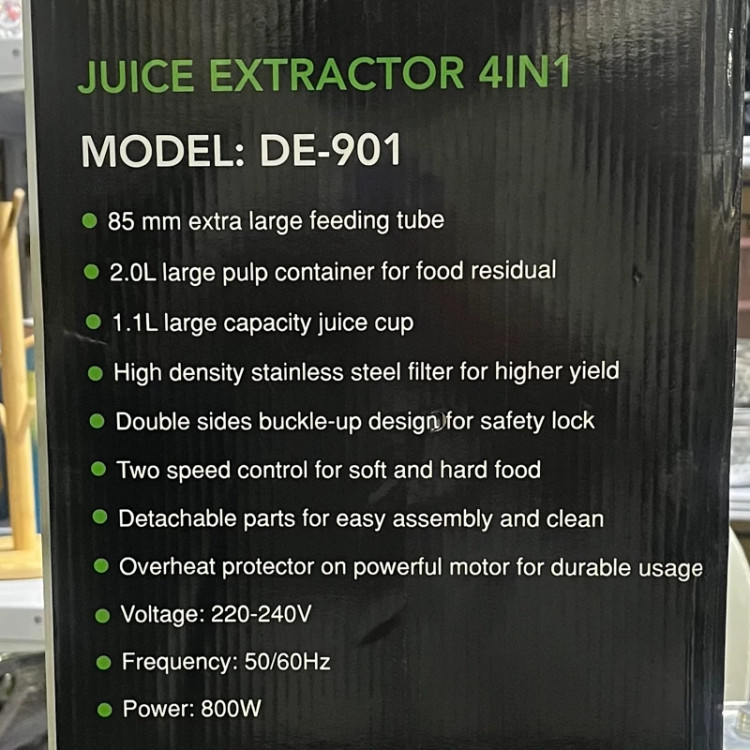 JUICE EXTRACTOR 4IN1
MODEL: DE-901
85 mm extra large feeding tube
2.0L large pulp container for food residual
1.1L large capacity juice cup
High density stainless steel filter for higher yield
Double sides buckle-up design for safety lock
Two speed control for soft and hard food
Detachable parts for easy assembly and clean
Overheat protector on powerful motor for durable usage
Voltage: 220-240V
Frequency: 50/60Hz
Power: 800W